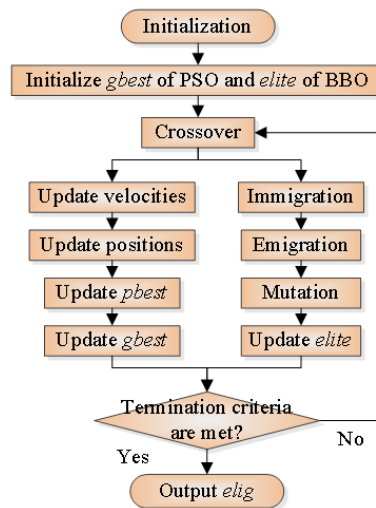 Initialization
Initialize gbest of PSO and elite of BBO
Crossover
Update velocities
Update positions
Update pbest
Update gbest
Immigration
Emigration
Mutation
Update elite
Termination criteria
are met?
Yes
No
Output elig